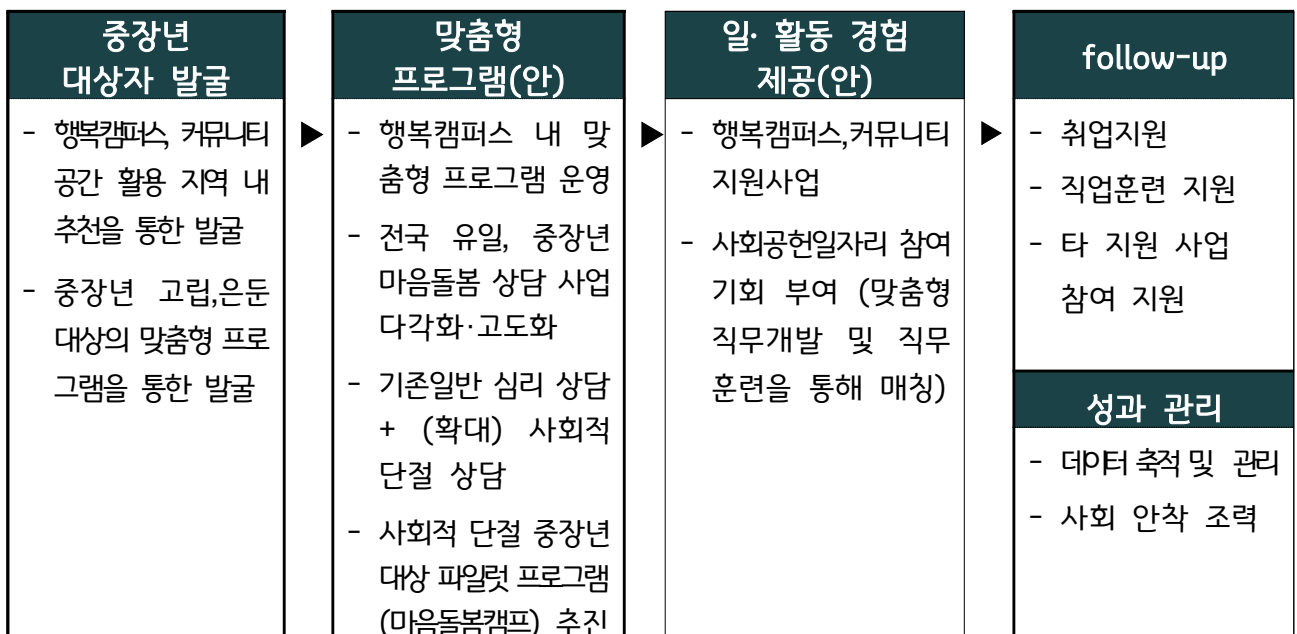 중장년
대상자 발굴
- 행복캠퍼스, 커뮤니티
공간 활용 지역 내
추천을 통한 발굴
- 중장년 고립,은둔
대상의 맞춤형 프로
그램을 통한 발굴
▶
맞춤형
프로그램(안)
- 행복캠퍼스 내 맞
춤형 프로그램 운영
- 전국 유일, 중장년
마음돌봄 상담 사업
다각화·고도화
- 기존일반 심리 상담
+ (확대) 사회적
단절 상담
- 사회적 단절 중장년
대상 파일럿 프로그램
(마음돌봄캠프) 추진
▶
일· 활동 경험
제공(안)
- 행복캠퍼스,커뮤니티
지원사업
- 사회공헌일자리 참여
기회 부여 (맞춤형
직무개발 및 직무
훈련을 통해 매칭)
▶
follow-up
- 취업지원
- 직업훈련 지원
- 타 지원 사업
참여 지원
성과 관리
- 데이터 축적 및 관리
- 사회 안착 조력